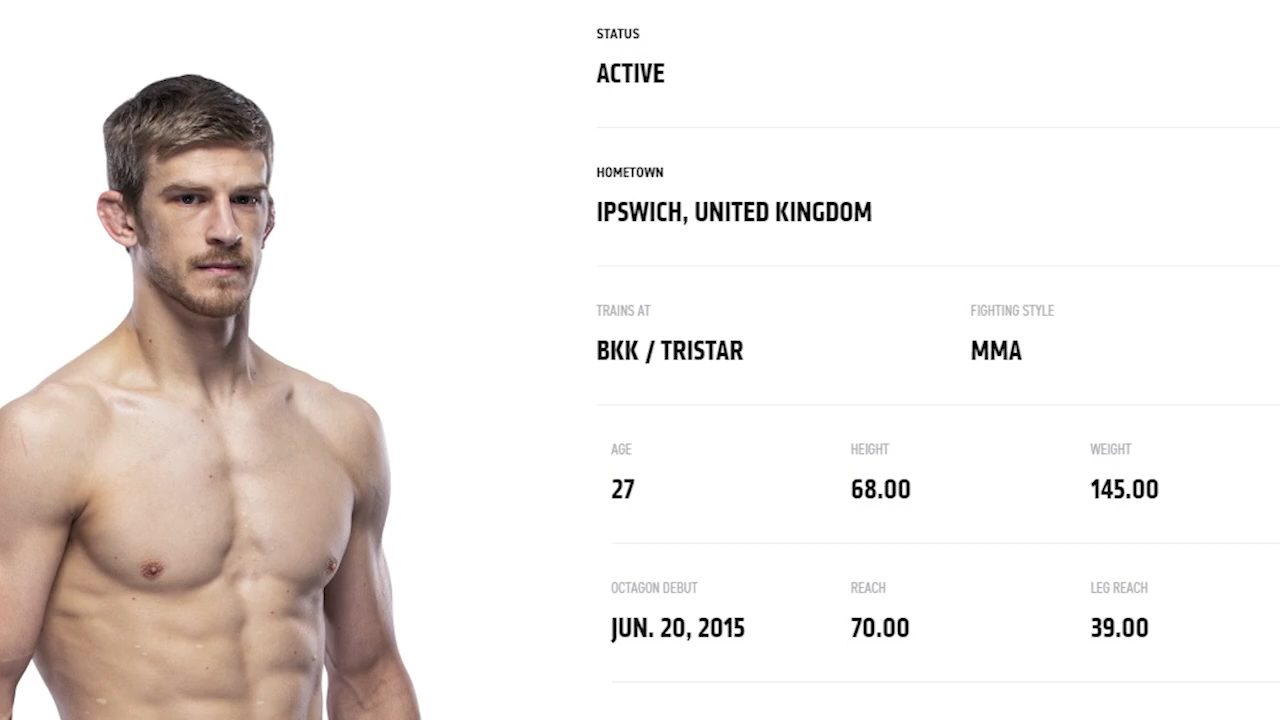 STATUS
ACTIVE
HOMETOWN
IPSWICH, UNITED KINGDOM
TRAINS AT
FIGHTING STYLE
BKK / TRISTAR
MMA
AGE
HEIGHT
WEIGHT
27
68.00
145.00
OCTAGON DEBUT
REACH
LEG REACH
JUN. 20, 2015
70.00
39.00